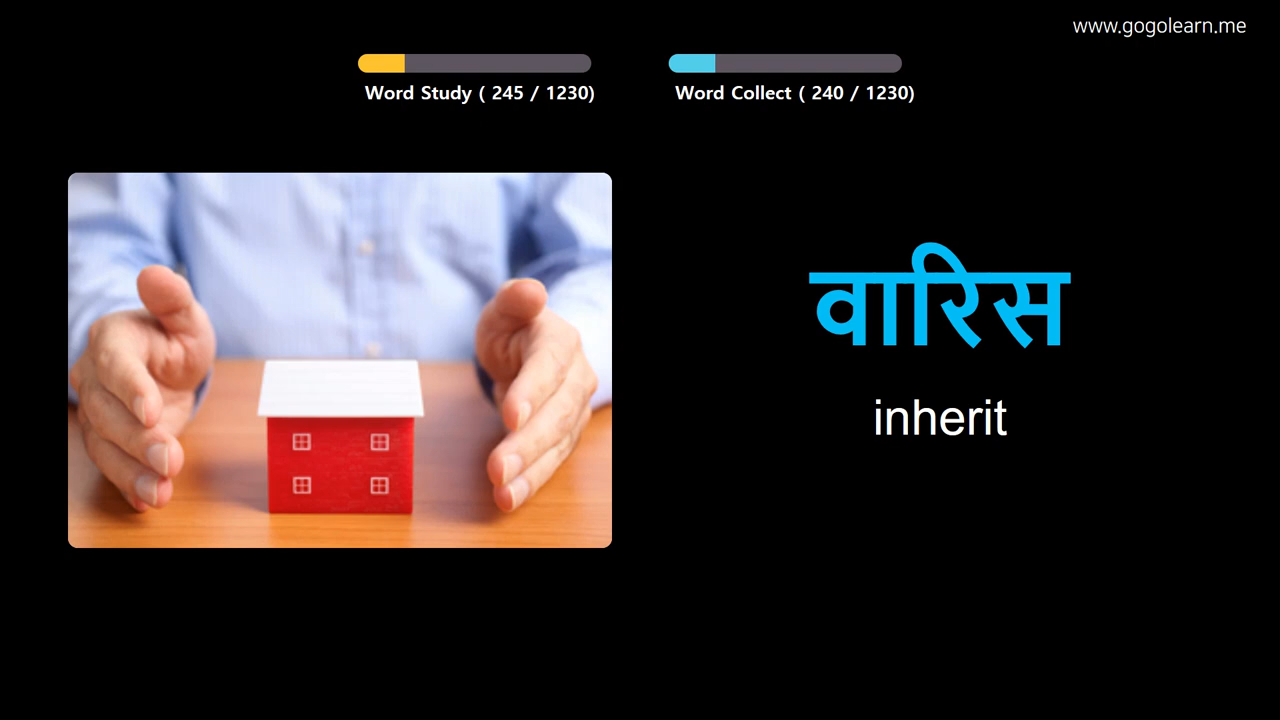 www.gogolearn.me
Word Study ( 245 / 1230)
Word Collect ( 240 / 1230)
वारिस
inherit